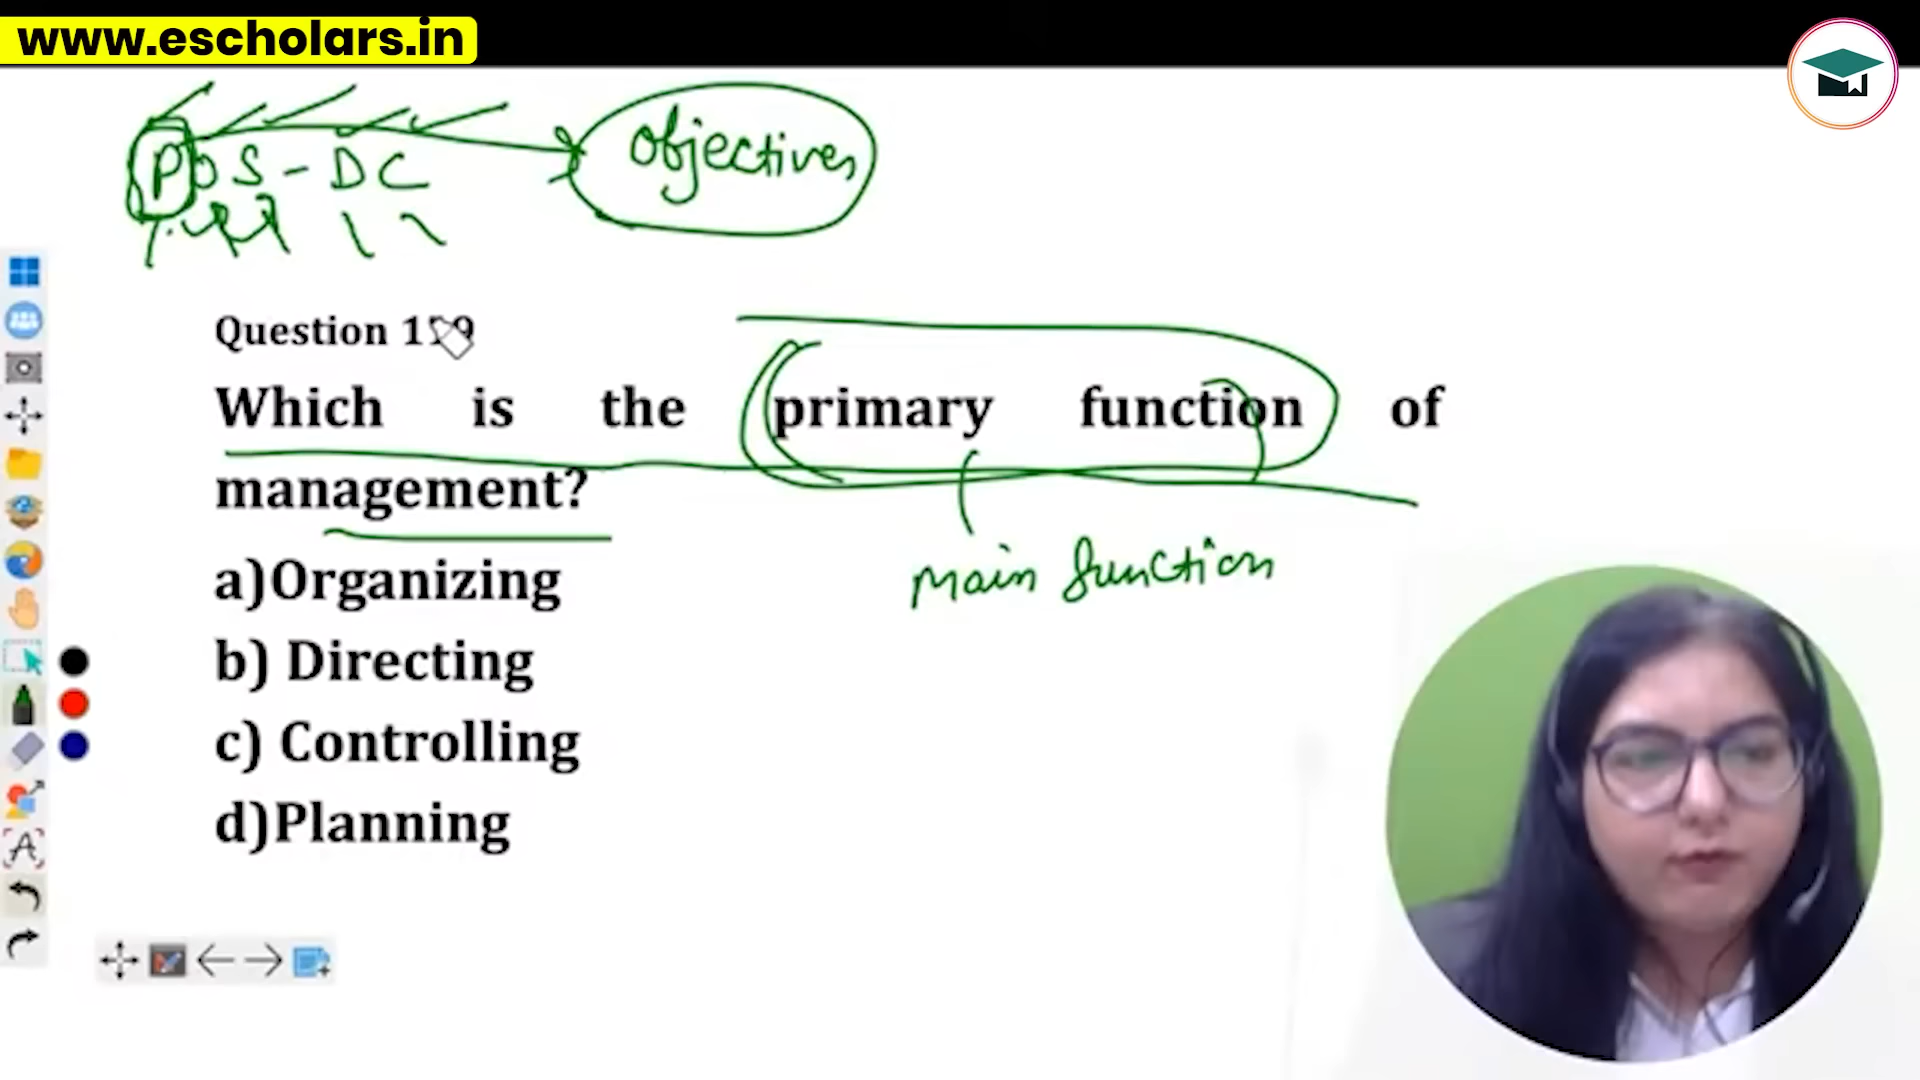 www.escholars.in
POS-DC
Objectives
Question
Which is the primary function of
management?
Main function
a)Organizing
b) Directing
c) Controlling
d)Planning